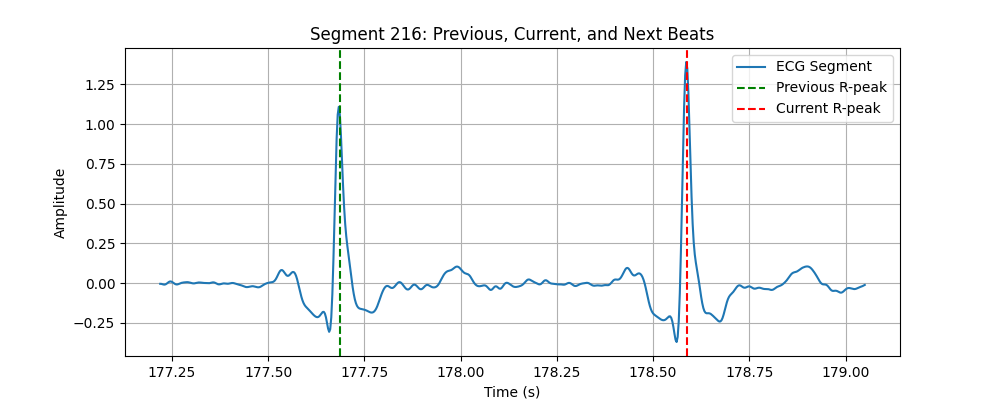 Segment 216: Previous, Current, and Next Beats
ECG Segment
Previous R-peak
Current R-peak
Amplitude
1.25
1.00
0.75
0.50
0.25
0.00
−0.25
177.25 177.50 177.75 178.00 178.25 178.50 178.75 179.00
Time (s)